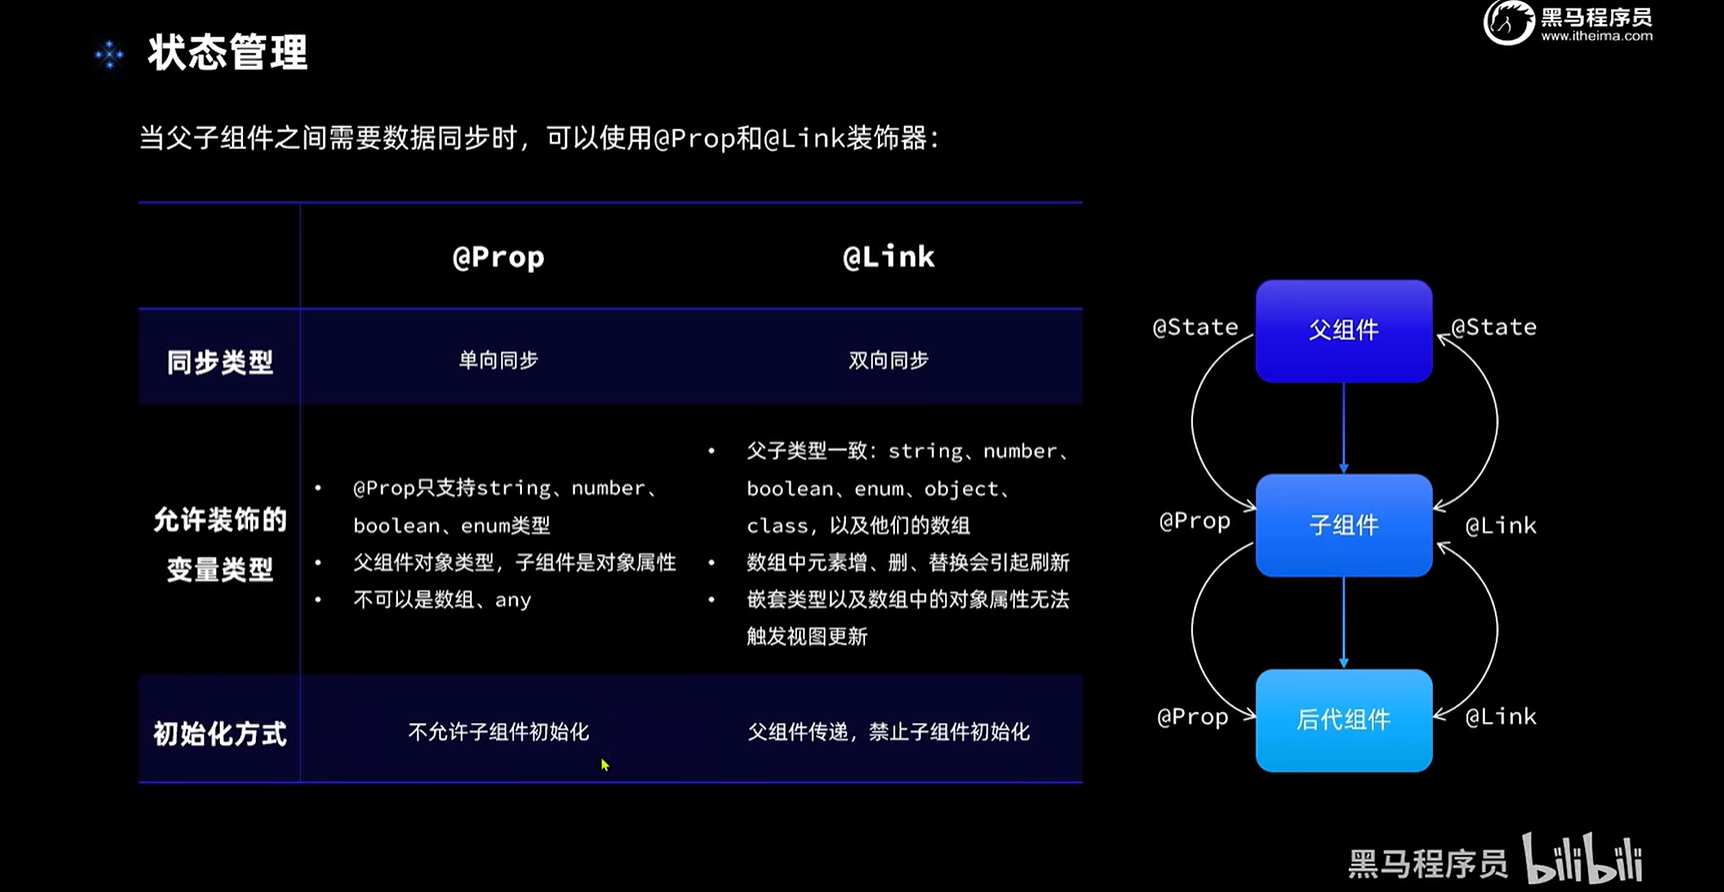 黑马程序员
www.itheima.com
状态管理
当父子组件之间需要数据同步时，可以使用@Prop和@Link装饰器：
@Prop
@Link
同步类型
单向同步
双向同步
允许装饰的
变量类型
• @Prop只支持string、number、
boolean、enum类型
• 父组件对象类型，子组件是对象属性
• 不可以是数组、any
• 父子类型一致：string、number、
boolean、enum、object、
class，以及他们的数组
• 数组中元素增、删、替换会引起刷新
• 嵌套类型以及数组中的对象属性无法
触发视图更新
初始化方式
不允许子组件初始化
父组件传递，禁止子组件初始化
@State
父组件
@State
@Prop
子组件
@Link
@Prop
后代组件
@Link
黑马程序员 bilibili